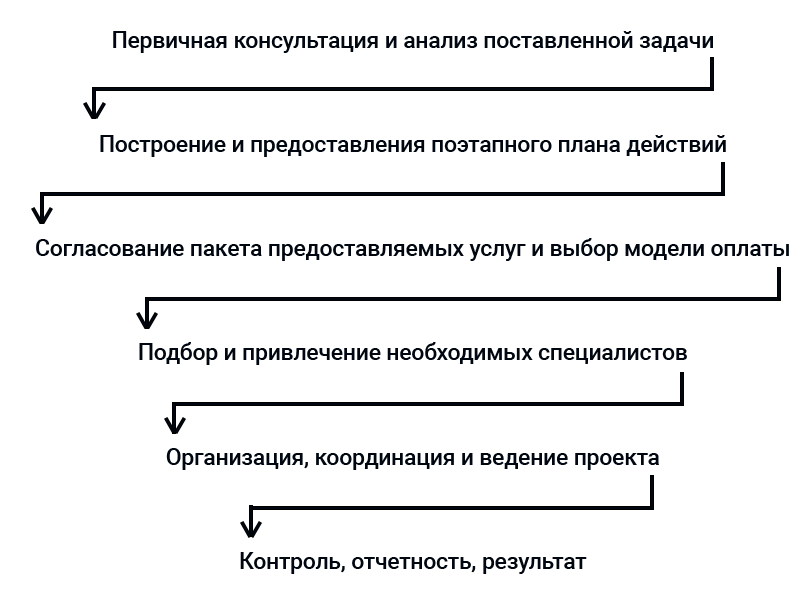 Первичная консультация и анализ поставленной задачи
Построение и предоставления поэтапного плана действий
Согласование пакета предоставляемых услуг и выбор модели оплаты
Подбор и привлечение необходимых специалистов
Организация, координация и ведение проекта
Контроль, отчетность, результат